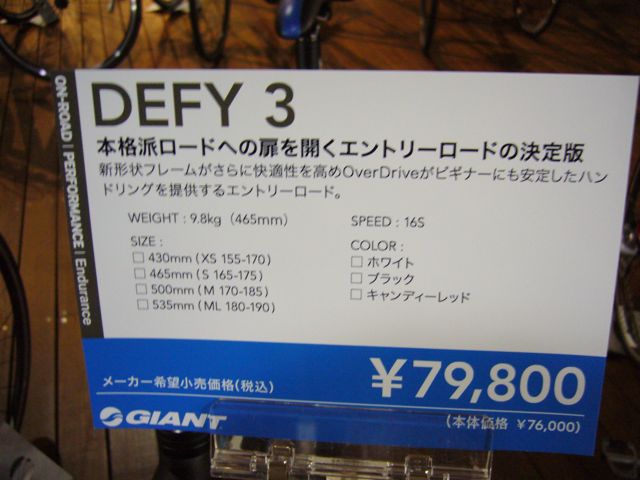 ON-ROAD | PERFORMANCE | Endurance
DEFY 3
本格派ロードへの扉を開くエントリーロードの決定版
新形状フレームがさらに快適性を高めOverDriveがビギナーにも安定したハン
ドリングを提供するエントリーロード。
WEIGHT : 9.8kg (465mm)
SIZE :
□ 430mm (XS 155-170)
□ 465mm (S 165-175)
□ 500mm (M 170-185)
□ 535mm (ML 180-190)
SPEED : 16S
COLOR :
□ ホワイト
□ ブラック
□ キャンディーレッド
メーカー希望小売価格(税込)
¥79,800
GIANT
(本体価格 ¥76,000)